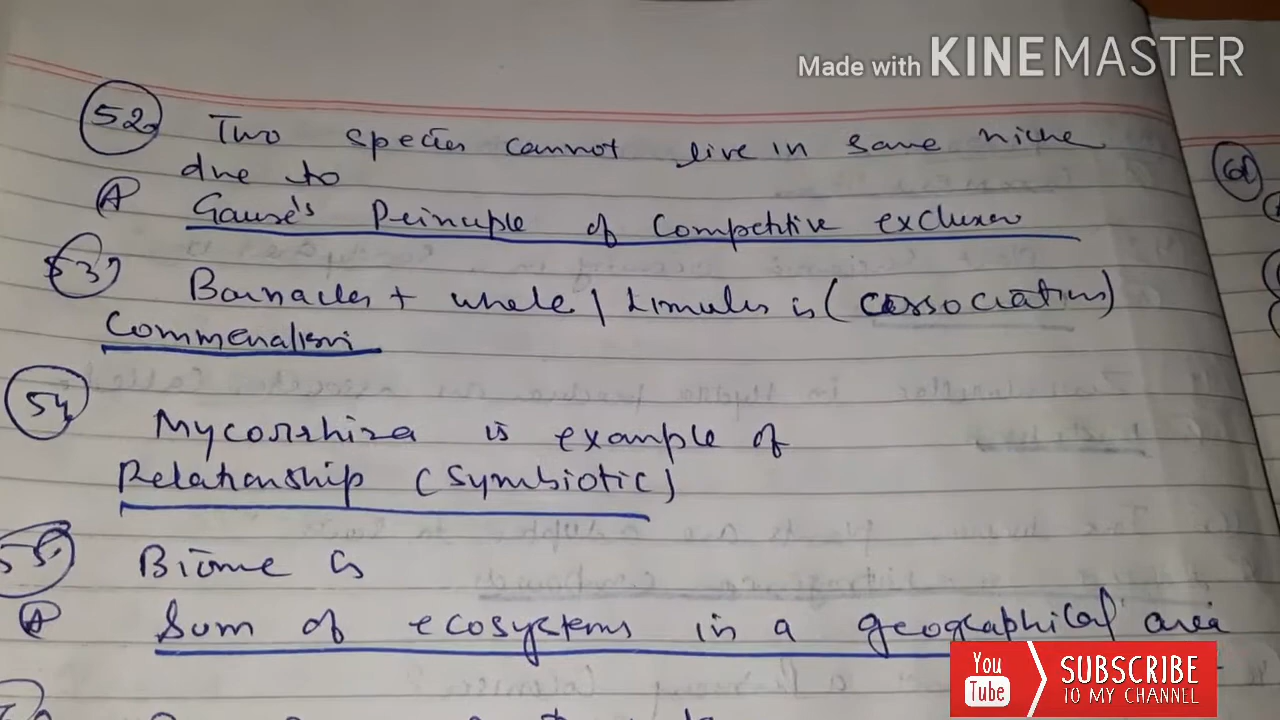 Made with KINEMASTER
52 Two species cannot live in same niche
due to
A Gause's Principle of Competitive exclusion
53) Barnacles + whale / Limulus is (association)
Commenalism
54 Mycorrhiza is example of
Relationship (Symbiotic)
55 Biome is
A Sum of ecosystems in a geographical area
You Tube SUBSCRIBE
TO MY CHANNEL